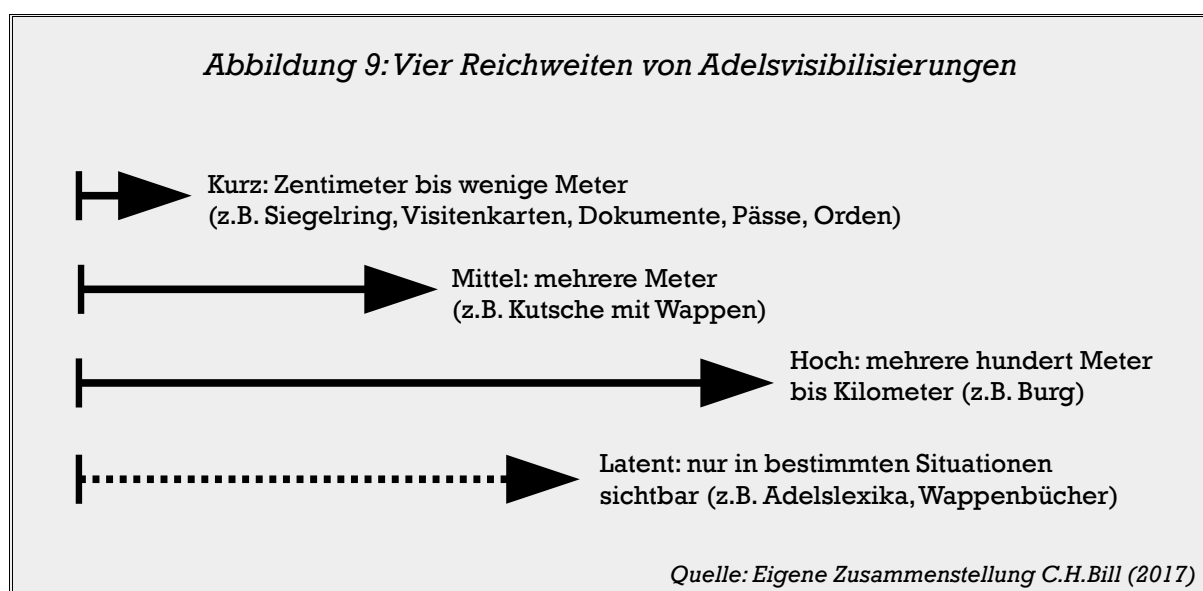 Abbildung 9: Vier Reichweiten von Adelsvisibilisierungen
Kurz: Zentimeter bis wenige Meter
(z.B. Siegelring, Visitenkarten, Dokumente, Pässe, Orden)
Mittel: mehrere Meter
(z.B. Kutsche mit Wappen)
Hoch: mehrere hundert Meter
bis Kilometer (z.B. Burg)
Latent: nur in bestimmten Situationen
sichtbar (z.B. Adelslexika, Wappenbücher)
Quelle: Eigene Zusammenstellung C.H.Bill (2017)